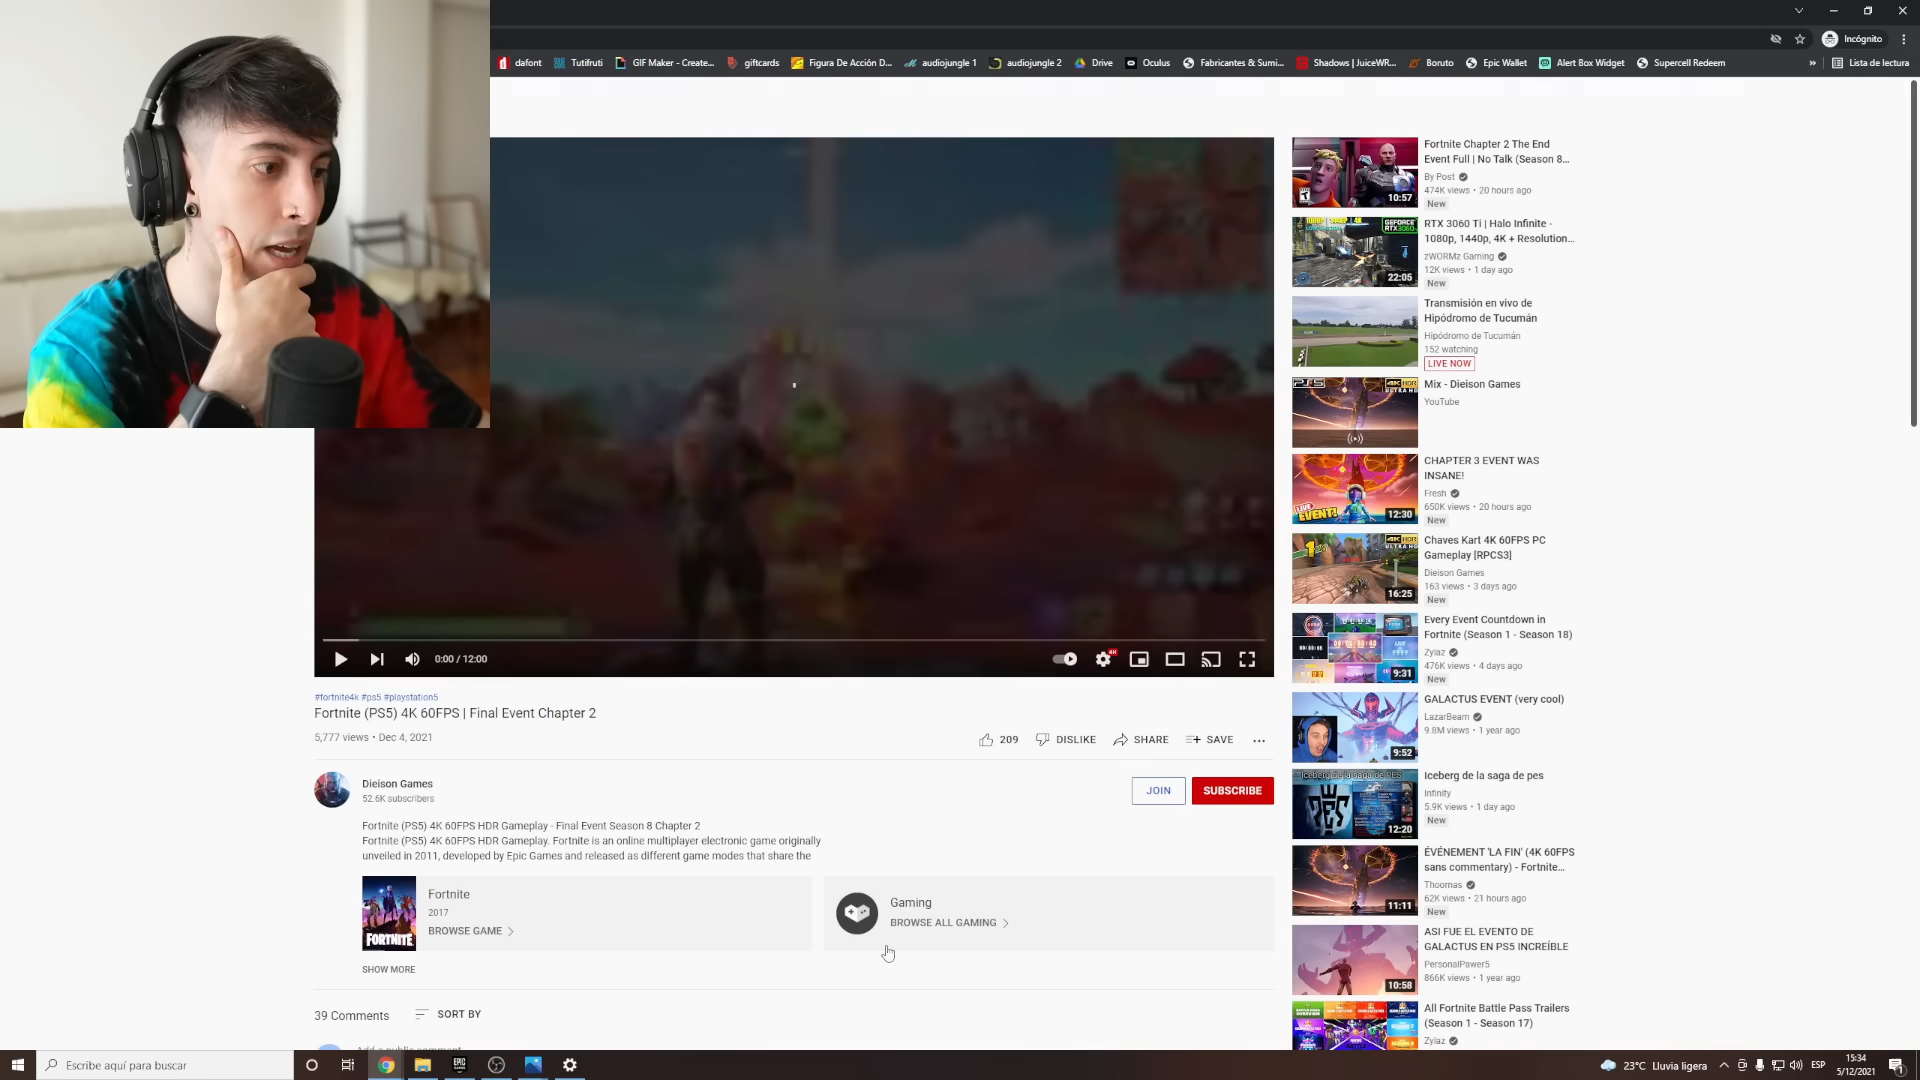 Incógnito
dafont
Tutifruti
GIF Maker - Create...
giftcards
Figura De Acción D...
audiojungle 1
audiojungle 2
Drive
Oculus
Fabricantes & Sumi...
Shadows | JuiceWR...
Boruto
Epic Wallet
Alert Box Widget
Supercell Redeem
»
Lista de lectura
0:00 / 12:00
#fortnite4k #ps5 #playstation5
Fortnite (PS5) 4K 60FPS | Final Event Chapter 2
5,777 views • Dec 4, 2021
209
DISLIKE
SHARE
SAVE
Dieison Games
52.6K subscribers
JOIN
SUBSCRIBE
Fortnite (PS5) 4K 60FPS HDR Gameplay - Final Event Season 8 Chapter 2
Fortnite (PS5) 4K 60FPS HDR Gameplay. Fortnite is an online multiplayer electronic game originally
unveiled in 2011, developed by Epic Games and released as different game modes that share the
FORTNITE
Fortnite
2017
BROWSE GAME
Gaming
BROWSE ALL GAMING
SHOW MORE
39 Comments
SORT BY
10:57
Fortnite Chapter 2 The End
Event Full | No Talk (Season 8...
By Post
474K views • 20 hours ago
New
22:05
RTX 3060 Ti | Halo Infinite -
1080p, 1440p, 4K + Resolution...
zWORMz Gaming
12K views • 1 day ago
New
Transmisión en vivo de
Hipódromo de Tucumán
Hipódromo de Tucumán
152 watching
LIVE NOW
PS5
Mix - Dieison Games
YouTube
LIVE EVENT!
12:30
CHAPTER 3 EVENT WAS
INSANE!
Fresh
650K views • 20 hours ago
New
16:25
Chaves Kart 4K 60FPS PC
Gameplay [RPCS3]
Dieison Games
163 views • 3 days ago
New
9:31
Every Event Countdown in
Fortnite (Season 1 - Season 18)
Zylaz
476K views • 4 days ago
New
9:52
GALACTUS EVENT (very cool)
LazarBeam
9.8M views • 1 year ago
Iceberg de la saga de PES
12:20
Iceberg de la saga de pes
Infinity
5.9K views • 1 day ago
New
11:11
ÉVÉNEMENT 'LA FIN' (4K 60FPS
sans commentary) - Fortnite...
Thoomas
62K views • 21 hours ago
New
10:58
ASI FUE EL EVENTO DE
GALACTUS EN PS5 INCREÍBLE
PersonalPawer5
866K views • 1 year ago
All Fortnite Battle Pass Trailers
(Season 1 - Season 17)
Zylaz
Escribe aquí para buscar
23°C Lluvia ligera
ESP
15:34
5/12/2021